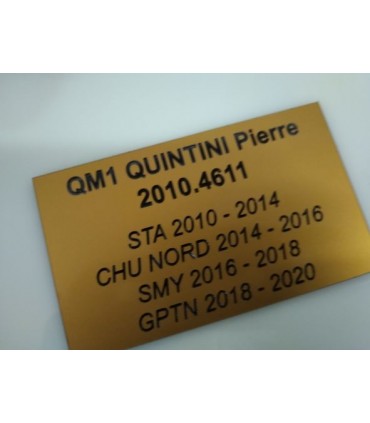 QM1 QUINTINI Pierre
2010.4611
STA 2010 - 2014
CHU NORD 2014 - 2016
SMY 2016 - 2018
GPTN 2018 - 2020